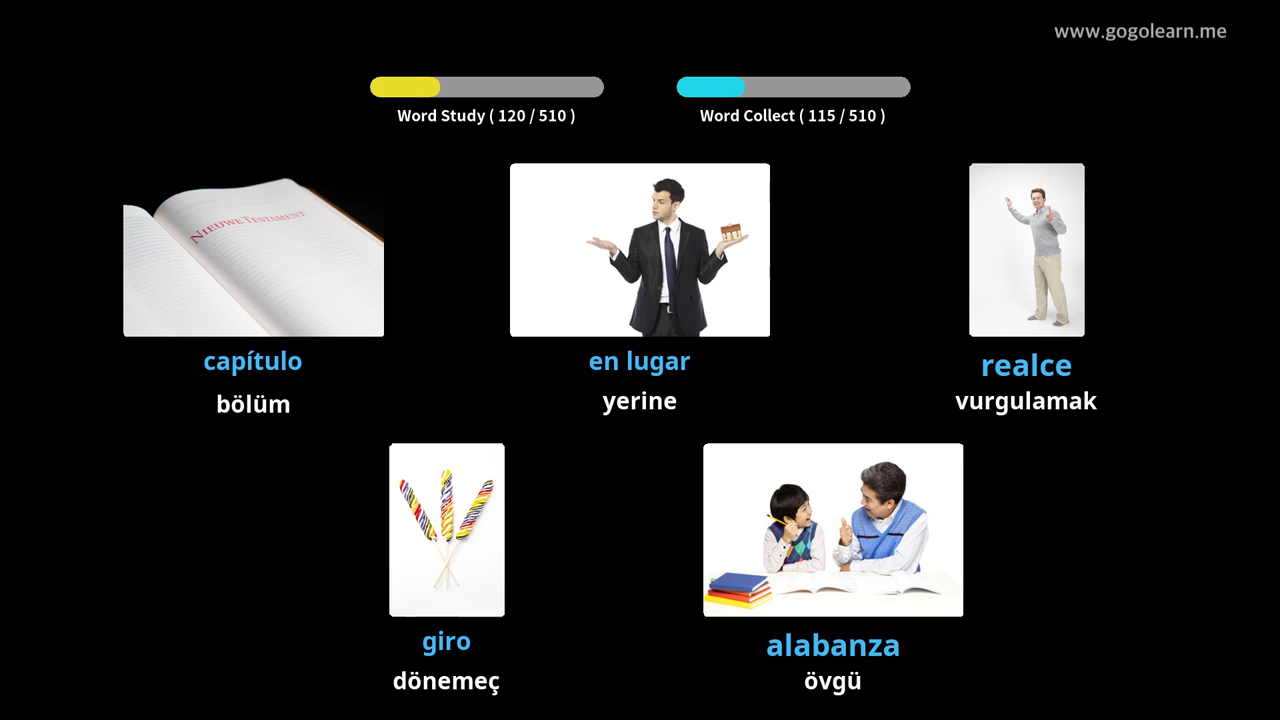 www.gogolearn.me
Word Study ( 120 / 510 )
Word Collect ( 115 / 510 )
NIEUWE TESTAMENT
capítulo
bölüm
en lugar
yerine
realce
vurgulamak
giro
dönemeç
alabanza
övgü